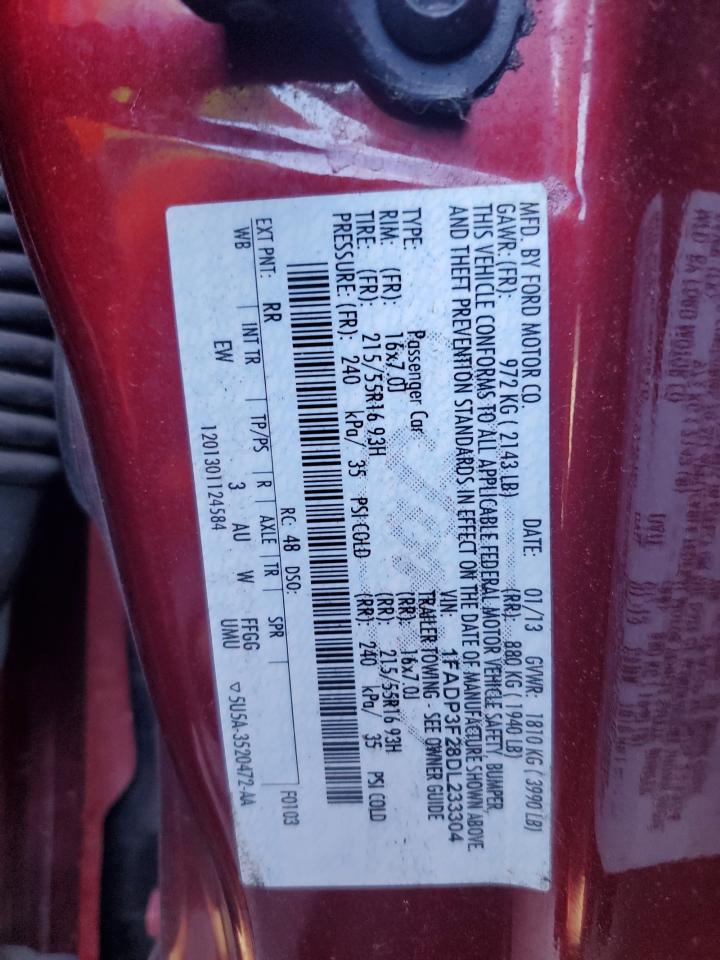 MFD. BY FORD MOTOR CO.
DATE: 01/13 GVWR: 1810 KG (3990 LB)
GAWR: (FR): 972 KG (2143 LB) (RR): 880 KG (1940 LB)
THIS VEHICLE CONFORMS TO ALL APPLICABLE FEDERAL MOTOR VEHICLE SAFETY, BUMPER,
AND THEFT PREVENTION STANDARDS IN EFFECT ON THE DATE OF MANUFACTURE SHOWN ABOVE.
VIN: 1FADP3F28DL233304
TYPE: Passenger Car TRAILER TOWING - SEE OWNER GUIDE
RIM: (FR): 16x7.0J (RR): 16x7.0J
TIRE: (FR): 215/55R16 93H (RR): 215/55R16 93H
PRESSURE: (FR): 240 kPa/ 35 PSI COLD (RR): 240 kPa/ 35 PSI COLD
F0103
RC: 48 DSO:
EXT PNT: RR
WB INT TR TP/PS R AXLE TR SPR
EW 3 AU W FFGG
1201301124584 UMU ▽5U5A-3520472-AA